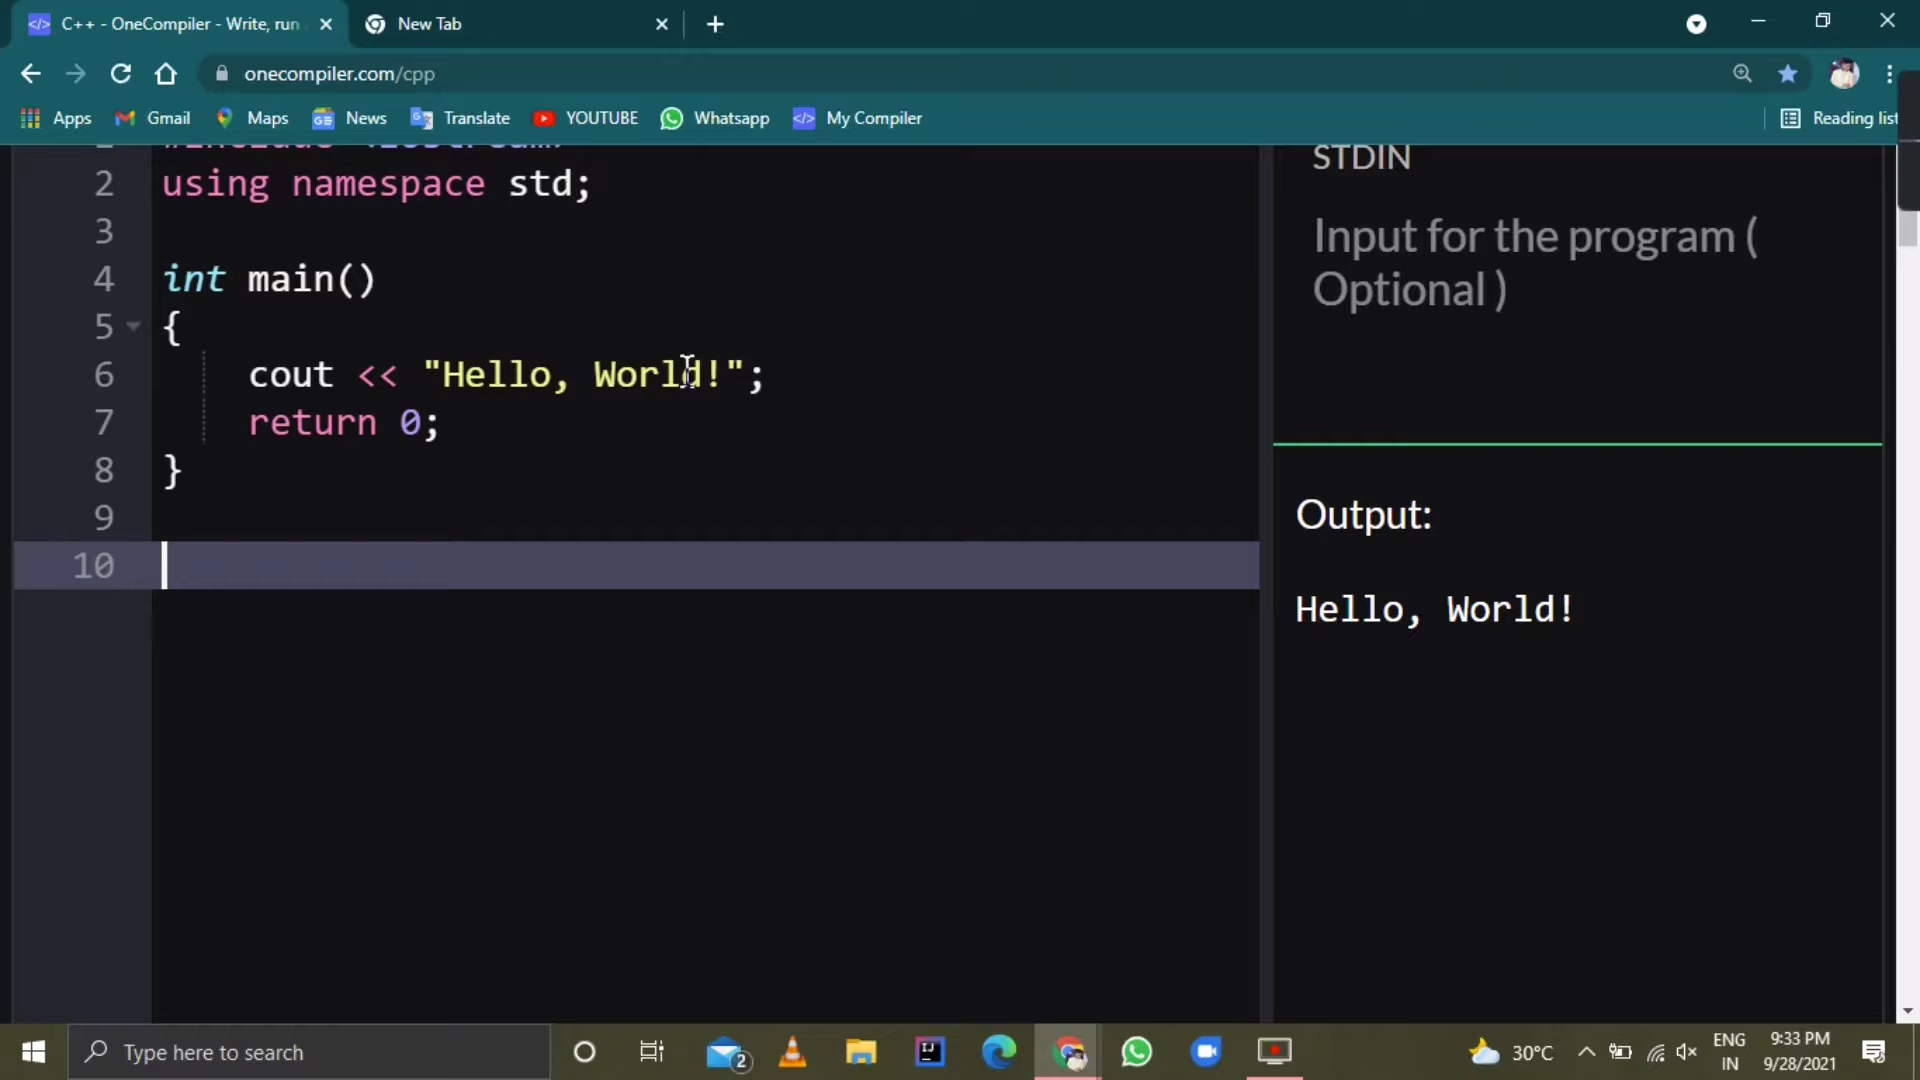 C++ - OneCompiler - Write, run
New Tab
onecompiler.com/cpp
Apps
Gmail
Maps
News
Translate
YOUTUBE
Whatsapp
My Compiler
Reading list
#include <iostream>
2 using namespace std;
3
4 int main()
5 {
6 cout << "Hello, World!";
7 return 0;
8 }
9
10
STDIN
Input for the program (
Optional )
Output:
Hello, World!
Type here to search
2
30°C
ENG
IN
9:33 PM
9/28/2021